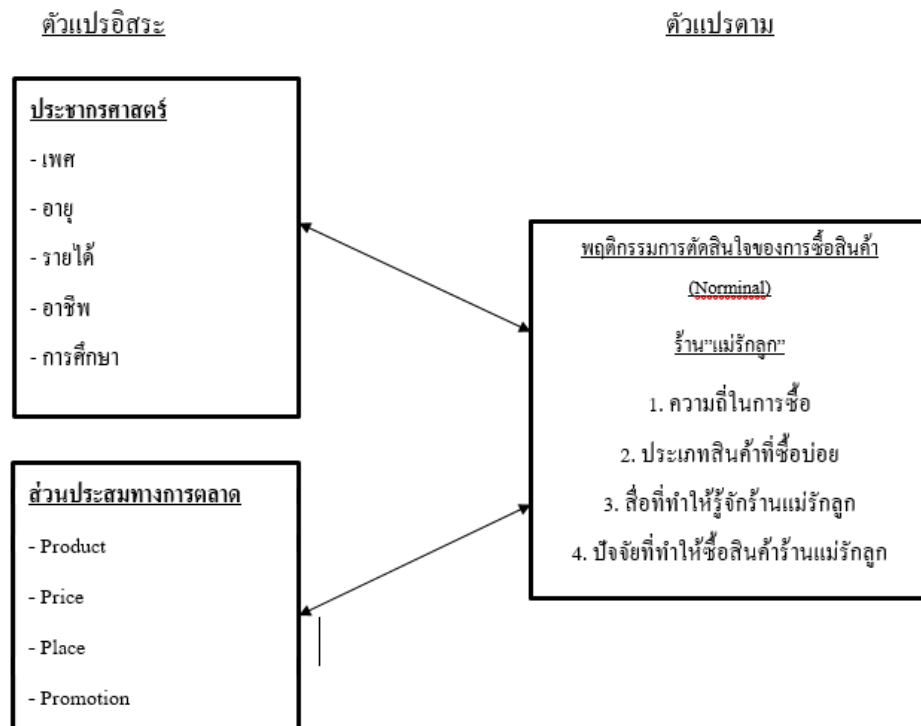 ตัวแปรอิสระ
ตัวแปรตาม
ประชากรศาสตร์
- เพศ
- อายุ
- รายได้
- อาชีพ
- การศึกษา
ส่วนประสมทางการตลาด
- Product
- Price
- Place
- Promotion
พฤติกรรมการตัดสินใจของการซื้อสินค้า
(Norminal)
ร้าน”แม่รักลูก”
1. ความถี่ในการซื้อ
2. ประเภทสินค้าที่ซื้อบ่อย
3. สื่อที่ทำให้รู้จักร้านแม่รักลูก
4. ปัจจัยที่ทำให้ซื้อสินค้าร้านแม่รักลูก